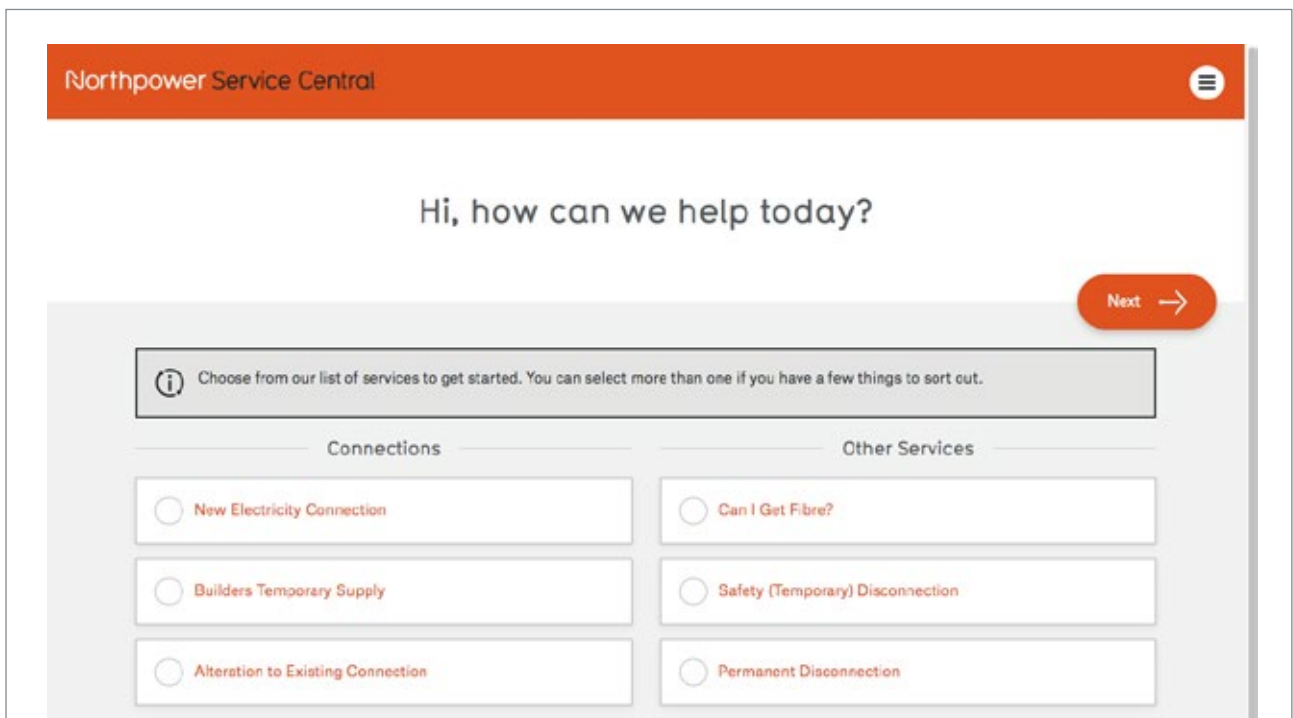 Northpower Service Central
Hi, how can we help today?
Next
Choose from our list of services to get started. You can select more than one if you have a few things to sort out.
Connections
New Electricity Connection
Builders Temporary Supply
Alteration to Existing Connection
Other Services
Can I Get Fibre?
Safety (Temporary) Disconnection
Permanent Disconnection